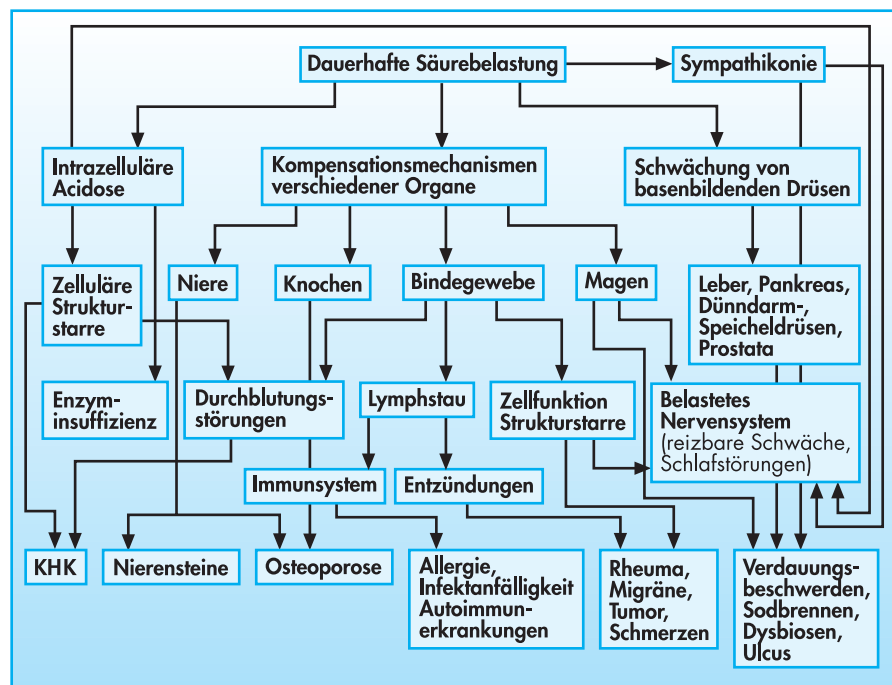 Dauerhafte Säurebelastung
Sympathikonie
Intrazelluläre
Acidose
Kompensationsmechanismen
verschiedener Organe
Schwächung von
basenbildenden Drüsen
Zelluläre
Struktur-
starre
Niere
Knochen
Bindegewebe
Magen
Leber, Pankreas,
Dünndarm-,
Speicheldrüsen,
Prostata
Enzym-
insuffizienz
Durchblutungs-
störungen
Lymphstau
Zellfunktion
Strukturstarre
Belastetes
Nervensystem
(reizbare Schwäche,
Schlafstörungen)
Immunsystem
Entzündungen
KHK
Nierensteine
Osteoporose
Allergie,
Infektanfälligkeit
Autoimmun-
erkrankungen
Rheuma,
Migräne,
Tumor,
Schmerzen
Verdauungs-
beschwerden,
Sodbrennen,
Dysbiosen,
Ulcus